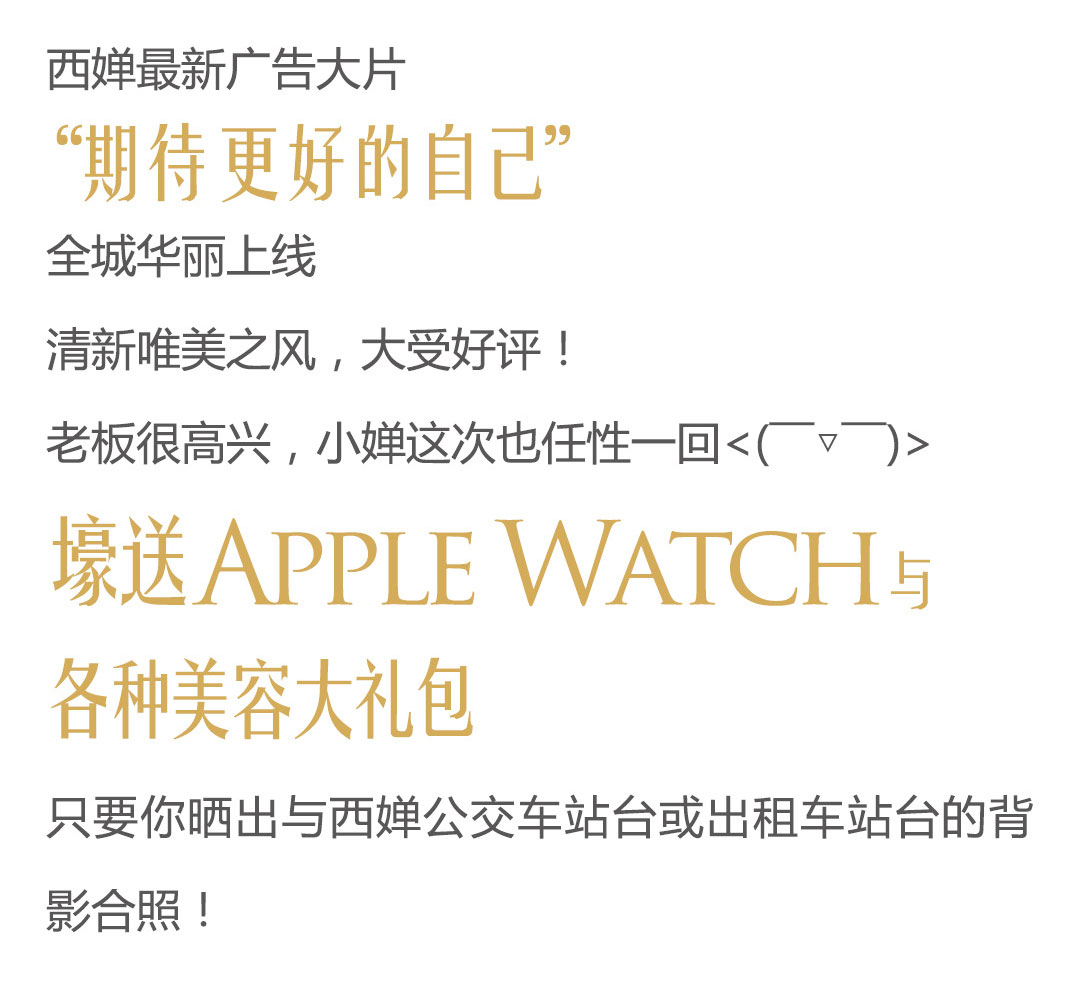 西婵最新广告大片
“期待更好的自己”
全城华丽上线
清新唯美之风，大受好评！
老板很高兴，小婵这次也任性一回<(￣▽￣)>
壕送APPLE WATCH与
各种美容大礼包
只要你晒出与西婵公交车站台或出租车站台的背
影合照！